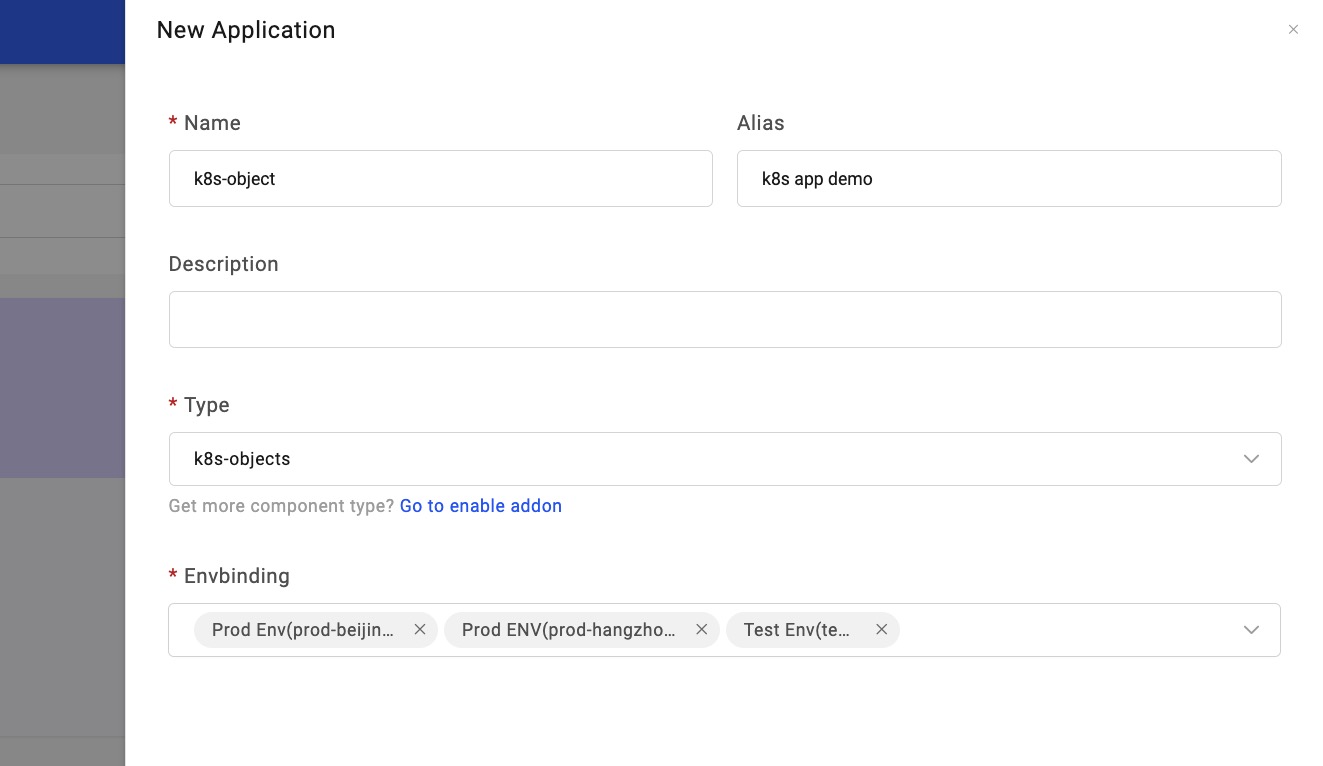 New Application
* Name
Alias
k8s-object
k8s app demo
Description
* Type
k8s-objects
Get more component type? Go to enable addon
* Envbinding
Prod Env(prod-beijin... Prod ENV(prod-hangzho... Test Env(te...